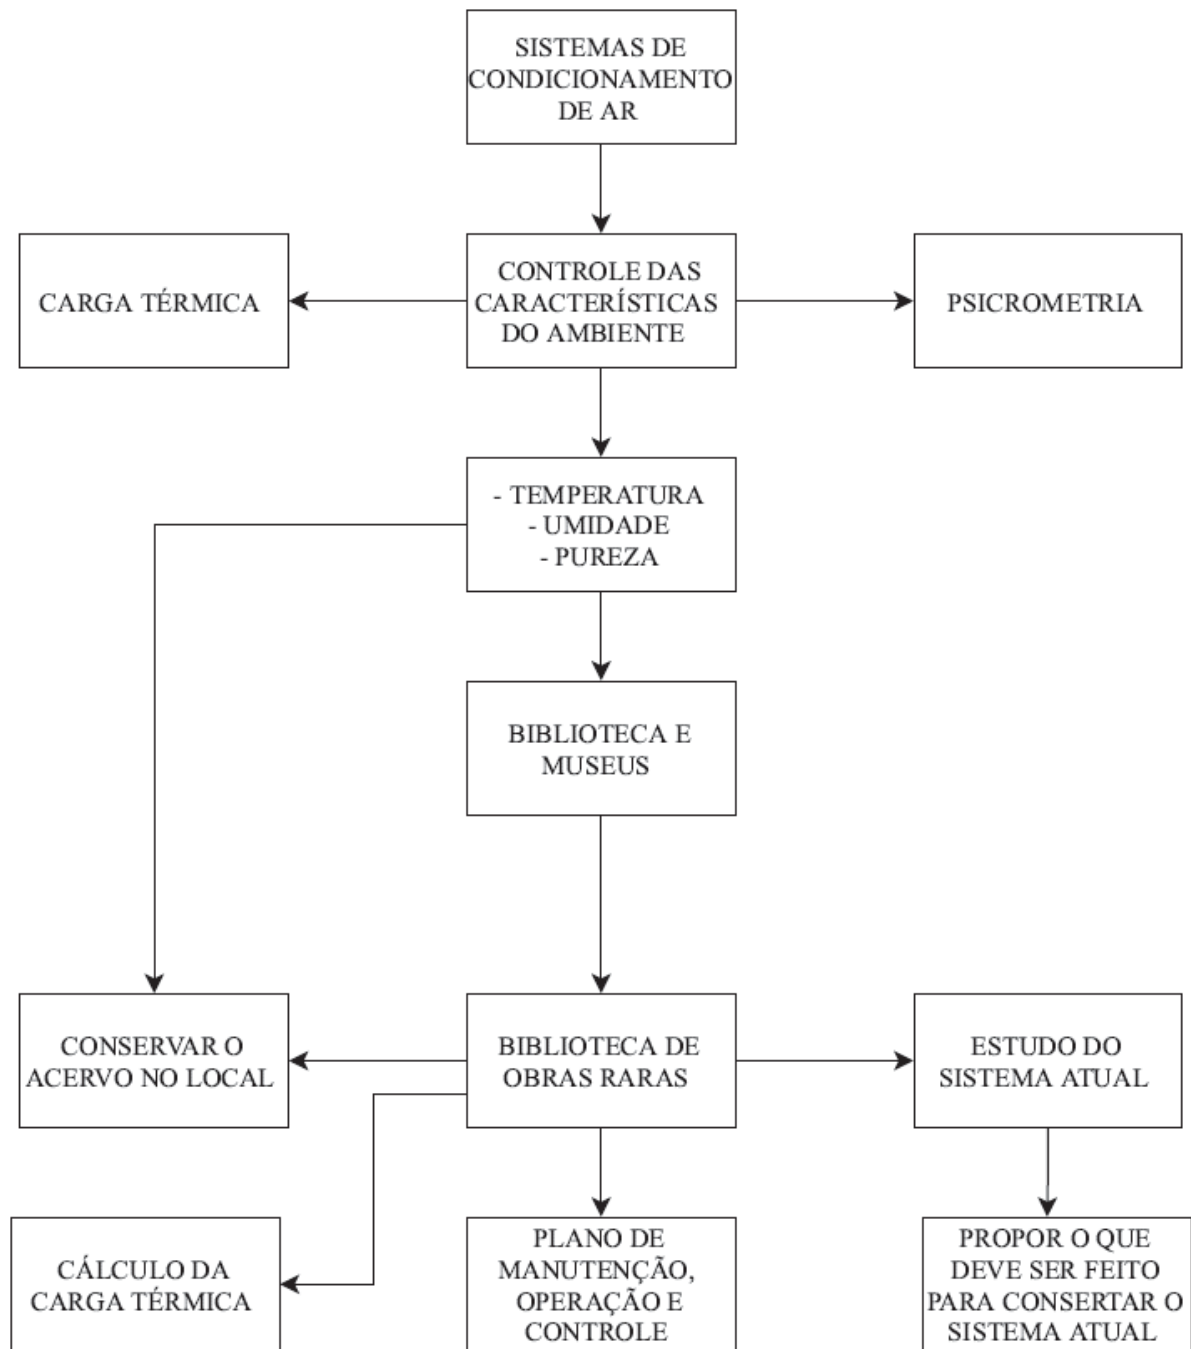 SISTEMAS DE
CONDICIONAMENTO
DE AR
CARGA TÉRMICA
CONTROLE DAS
CARACTERÍSTICAS
DO AMBIENTE
PSICROMETRIA
- TEMPERATURA
- UMIDADE
- PUREZA
BIBLIOTECA E
MUSEUS
CONSERVAR O
ACERVO NO LOCAL
BIBLIOTECA DE
OBRAS RARAS
ESTUDO DO
SISTEMA ATUAL
CÁLCULO DA
CARGA TÉRMICA
PLANO DE
MANUTENÇÃO,
OPERAÇÃO E
CONTROLE
PROPOR O QUE
DEVE SER FEITO
PARA CONSERTAR O
SISTEMA ATUAL